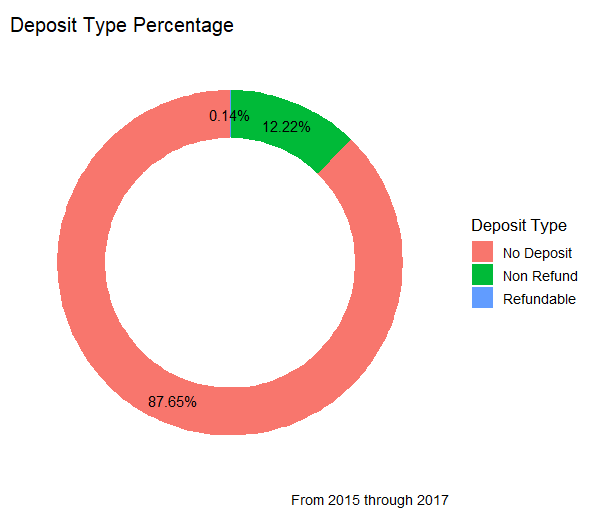 Deposit Type Percentage
0.14%
12.22%
87.65%
Deposit Type
No Deposit
Non Refund
Refundable
From 2015 through 2017